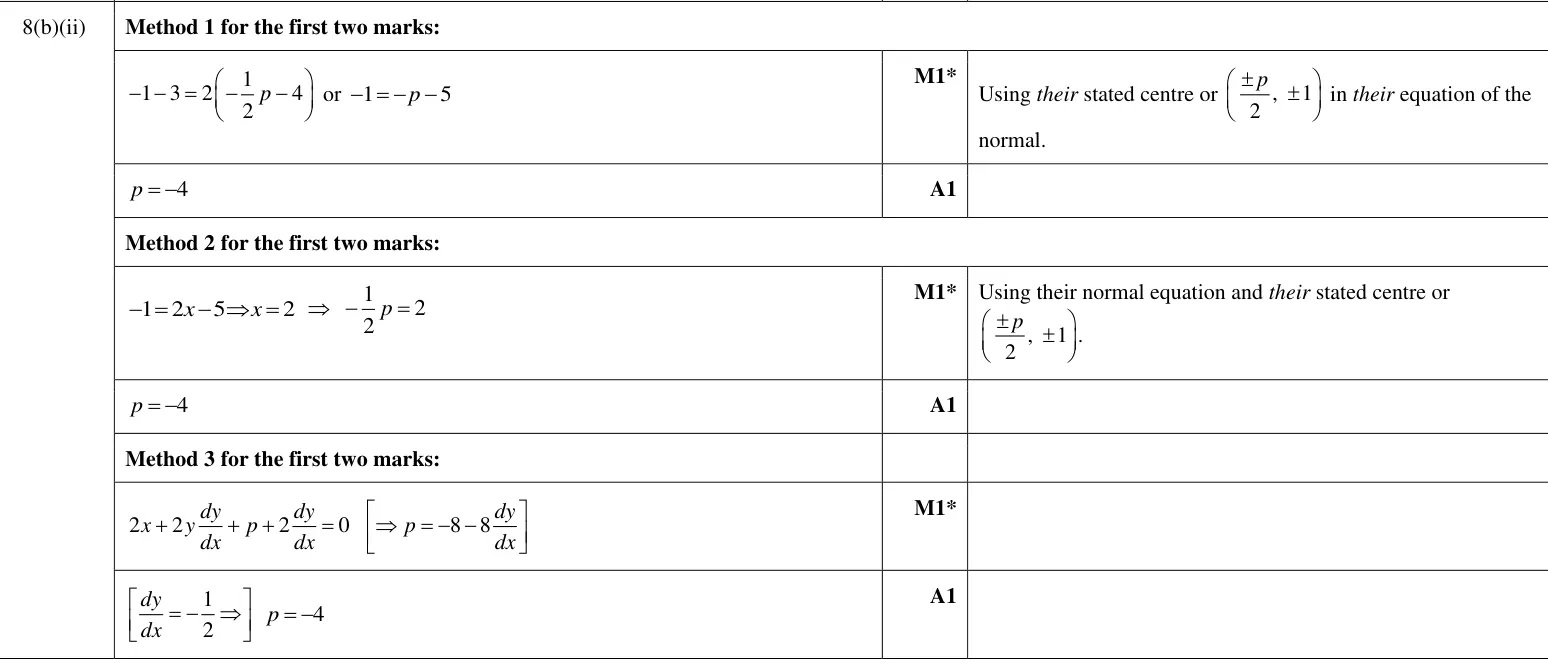 8(b)(ii) Method 1 for the first two marks:
−1−3=2(−1/2 p−4) or −1=−p−5 M1* Using their stated centre or (±p/2, ±1) in their equation of the
normal.
p=−4 A1
Method 2 for the first two marks:
−1=2x−5⇒x=2 ⇒ −1/2 p=2 M1* Using their normal equation and their stated centre or
(±p/2, ±1).
p=−4 A1
Method 3 for the first two marks:
2x+2y dy/dx+p+2 dy/dx=0 [⇒p=−8−8 dy/dx] M1*
[dy/dx=−1/2⇒] p=−4 A1